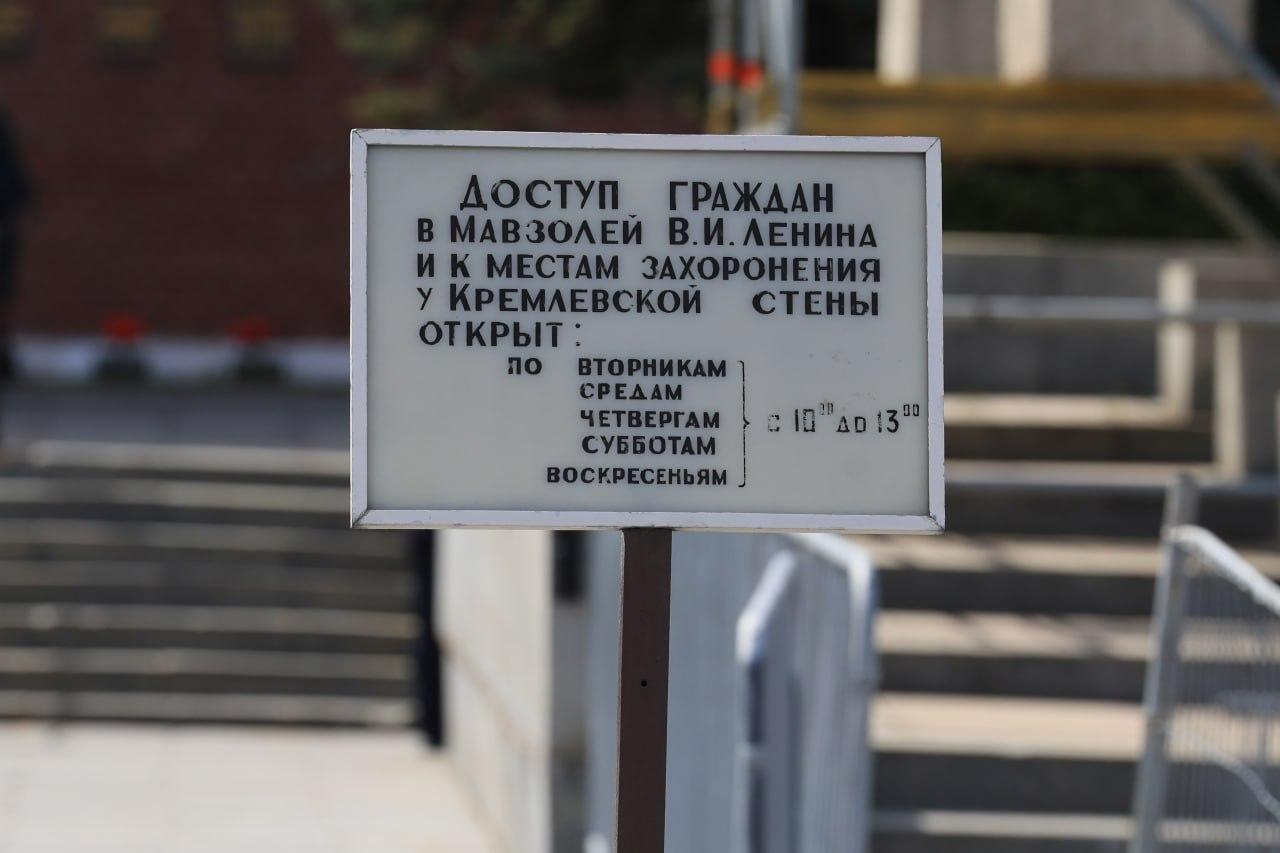 Доступ граждан
в Мавзолей В.И. Ленина
и к местам захоронения
у Кремлевской стены
открыт:
по вторникам
средам
четвергам с 10⁰⁰ до 13⁰⁰
субботам
воскресеньям